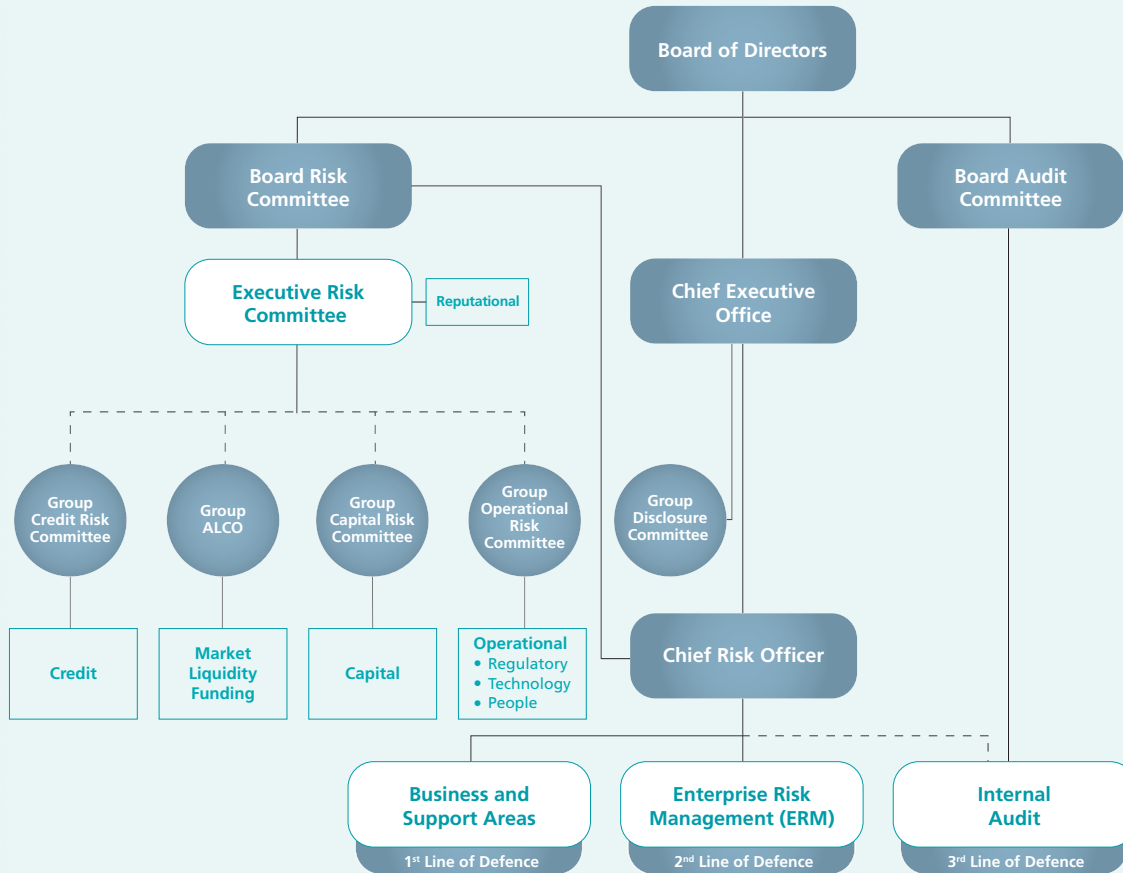 Board of Directors
Board Risk
Committee
Board Audit
Committee
Executive Risk
Committee
Reputational
Chief Executive
Office
Group
Credit Risk
Committee
Group
ALCO
Group
Capital Risk
Committee
Group
Operational
Risk
Committee
Group
Disclosure
Committee
Credit
Market
Liquidity
Funding
Capital
Operational
• Regulatory
• Technology
• People
Chief Risk Officer
Business and
Support Areas
1st Line of Defence
Enterprise Risk
Management (ERM)
2nd Line of Defence
Internal
Audit
3rd Line of Defence